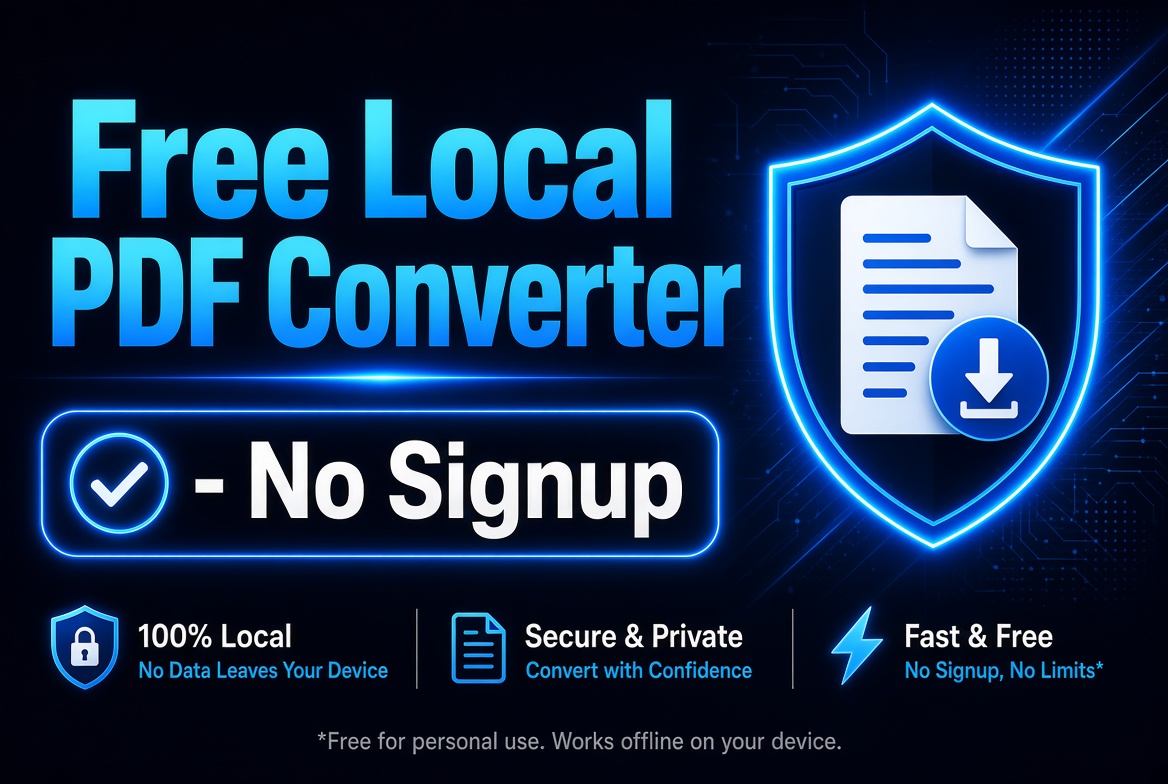 Free Local
PDF Converter
- No Signup
100% Local
No Data Leaves Your Device
Secure & Private
Convert with Confidence
Fast & Free
No Signup, No Limits*
*Free for personal use. Works offline on your device.